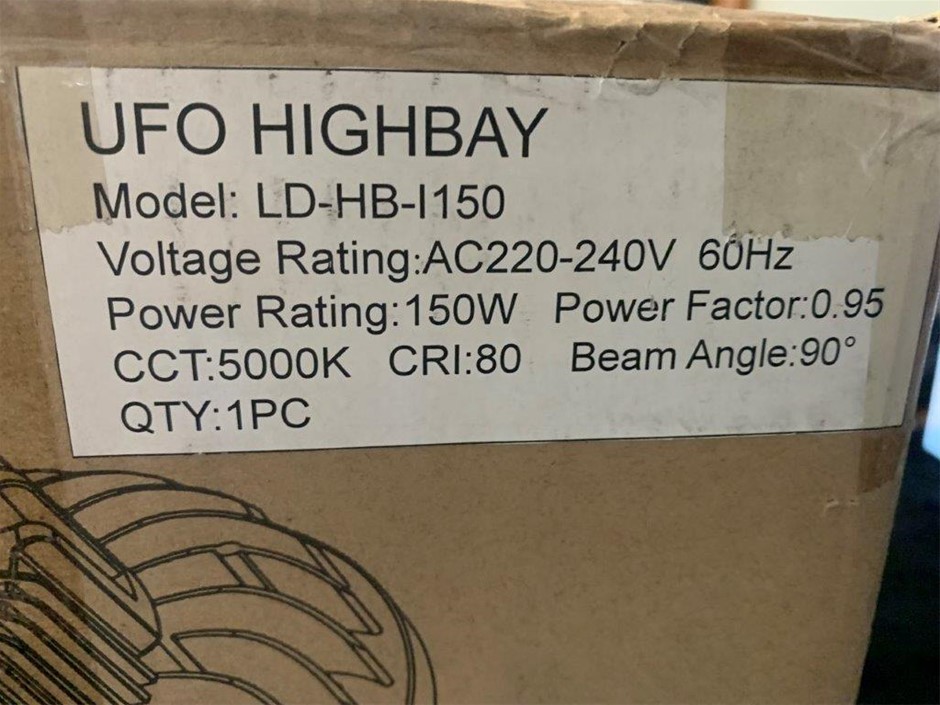 UFO HIGHBAY
Model: LD-HB-I150
Voltage Rating:AC220-240V 60Hz
Power Rating:150W Power Factor:0.95
CCT:5000K CRI:80 Beam Angle:90°
QTY:1PC